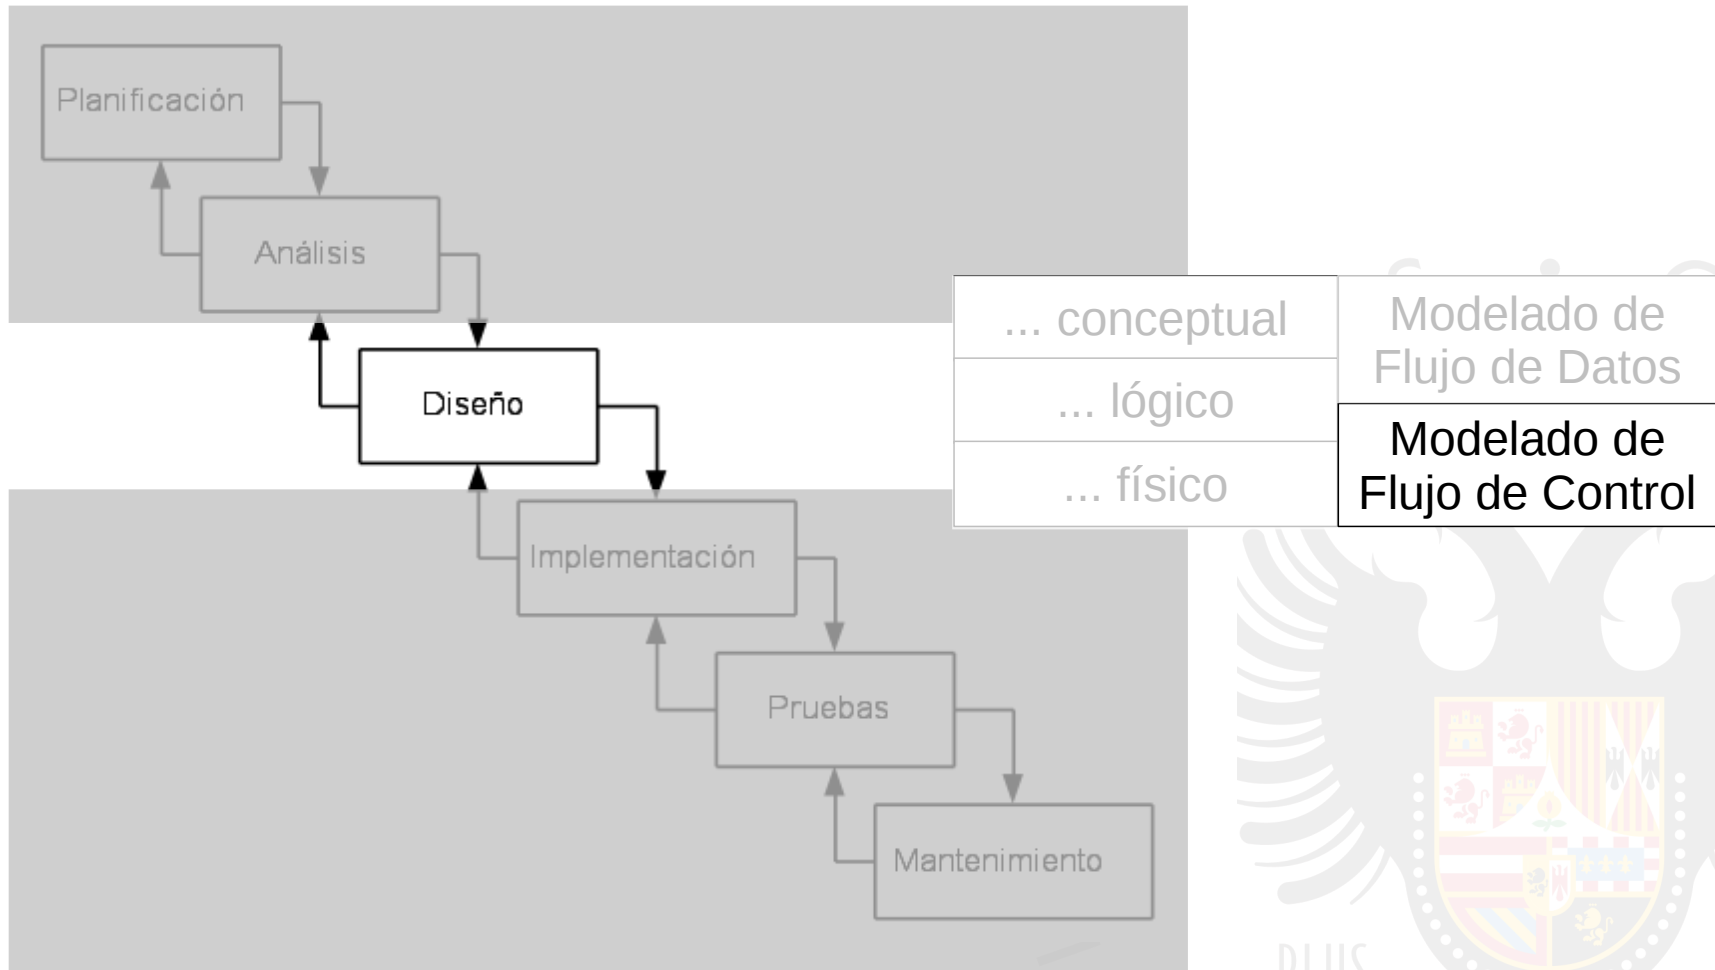 Planificación
Análisis
Diseño
Implementación
Pruebas
Mantenimiento
... conceptual
... lógico
... físico
Modelado de
Flujo de Datos
Modelado de
Flujo de Control